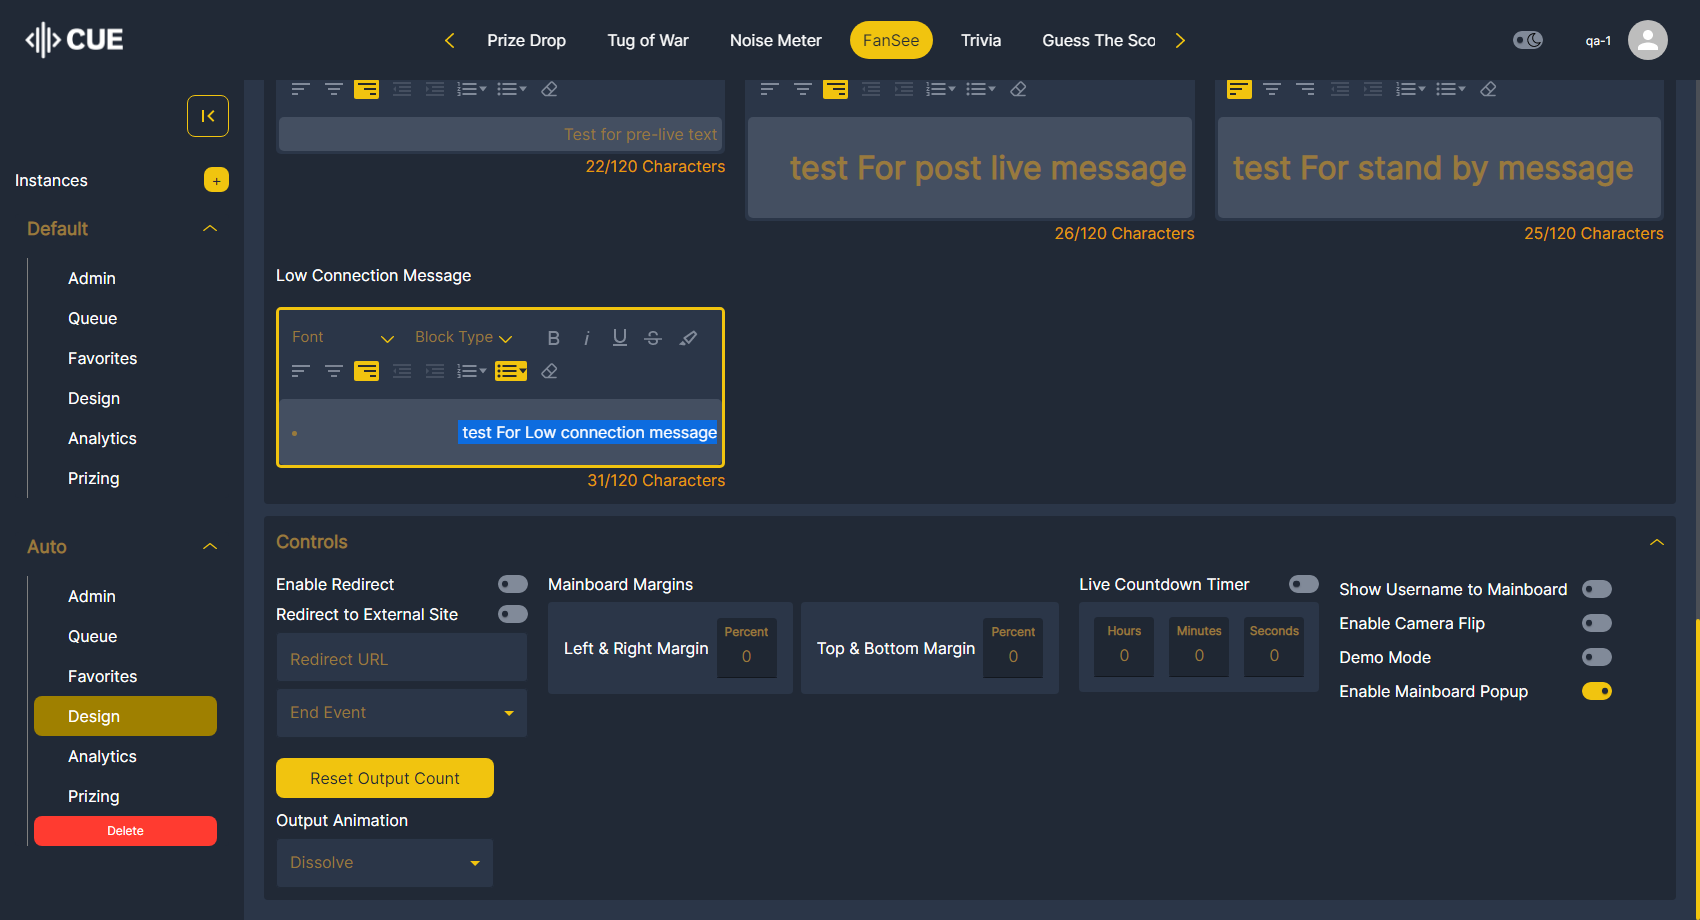 CUE
Prize Drop
Tug of War
Noise Meter
FanSee
Trivia
Guess The Sco
qa-1
Instances
+
Default
Admin
Queue
Favorites
Design
Analytics
Prizing
Auto
Admin
Queue
Favorites
Design
Analytics
Prizing
Delete
Test for pre-live text
22/120 Characters
test For post live message
26/120 Characters
test For stand by message
25/120 Characters
Low Connection Message
Font
Block Type
B
i
U
S
• test For Low connection message
31/120 Characters
Controls
Enable Redirect
Redirect to External Site
Redirect URL
End Event
Reset Output Count
Output Animation
Dissolve
Mainboard Margins
Left & Right Margin
Percent
0
Top & Bottom Margin
Percent
0
Live Countdown Timer
Hours
0
Minutes
0
Seconds
0
Show Username to Mainboard
Enable Camera Flip
Demo Mode
Enable Mainboard Popup